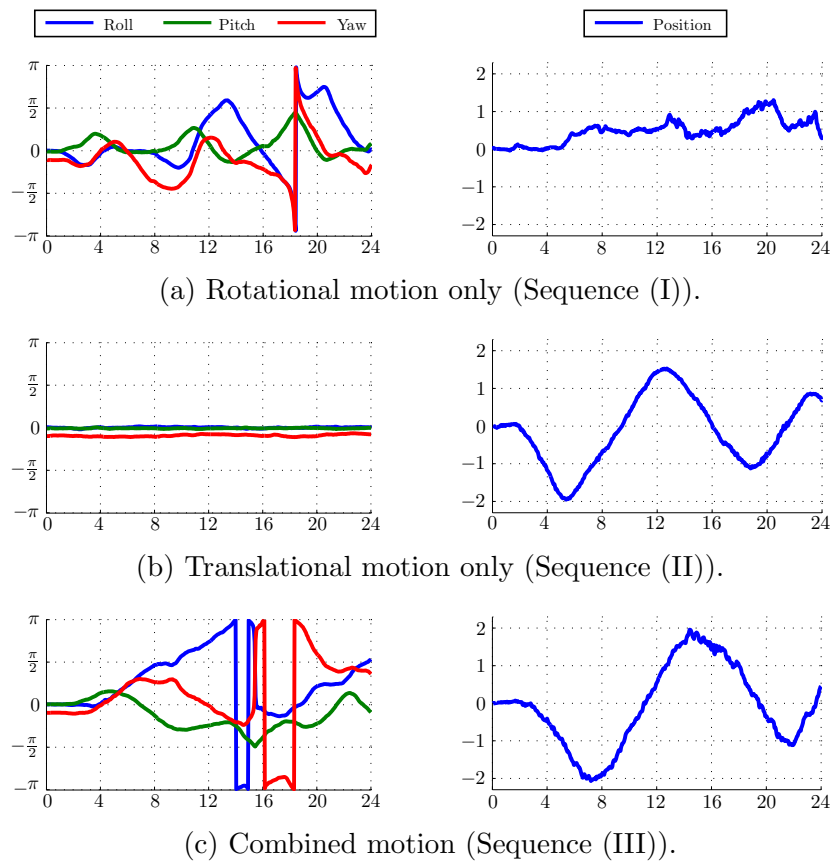 Roll Pitch Yaw
Position
π
π/2
0
−π/2
−π
0 4 8 12 16 20 24
2
1
0
−1
−2
0 4 8 12 16 20 24
(a) Rotational motion only (Sequence (I)).
π
π/2
0
−π/2
−π
0 4 8 12 16 20 24
2
1
0
−1
−2
0 4 8 12 16 20 24
(b) Translational motion only (Sequence (II)).
π
π/2
0
−π/2
−π
0 4 8 12 16 20 24
2
1
0
−1
−2
0 4 8 12 16 20 24
(c) Combined motion (Sequence (III)).